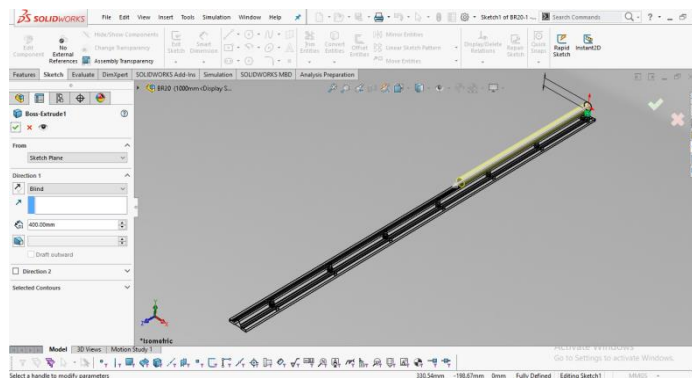 SOLIDWORKS File Edit View Insert Tools Simulation Window Help Sketch1 of BR20-1 -... Search Commands
Edit Component No External References Hide/Show Components Change Transparency Assembly Transparency Exit Sketch Smart Dimension Trim Entities Convert Entities Offset Entities Mirror Entities Linear Sketch Pattern Move Entities Display/Delete Relations Repair Sketch Quick Snaps Rapid Sketch Instant2D
Features Sketch Evaluate DimXpert SOLIDWORKS Add-Ins Simulation SOLIDWORKS MBD Analysis Preparation
BR20 (1000mm<Display S...
Boss-Extrude1
From
Sketch Plane
Direction 1
Blind
400.00mm
Draft outward
Direction 2
Selected Contours
*Isometric
Model 3D Views Motion Study 1
Activate Windows
Go to Settings to activate Windows.
Select a handle to modify parameters 330.54mm -198.67mm 0mm Fully Defined Editing Sketch1 MMGS